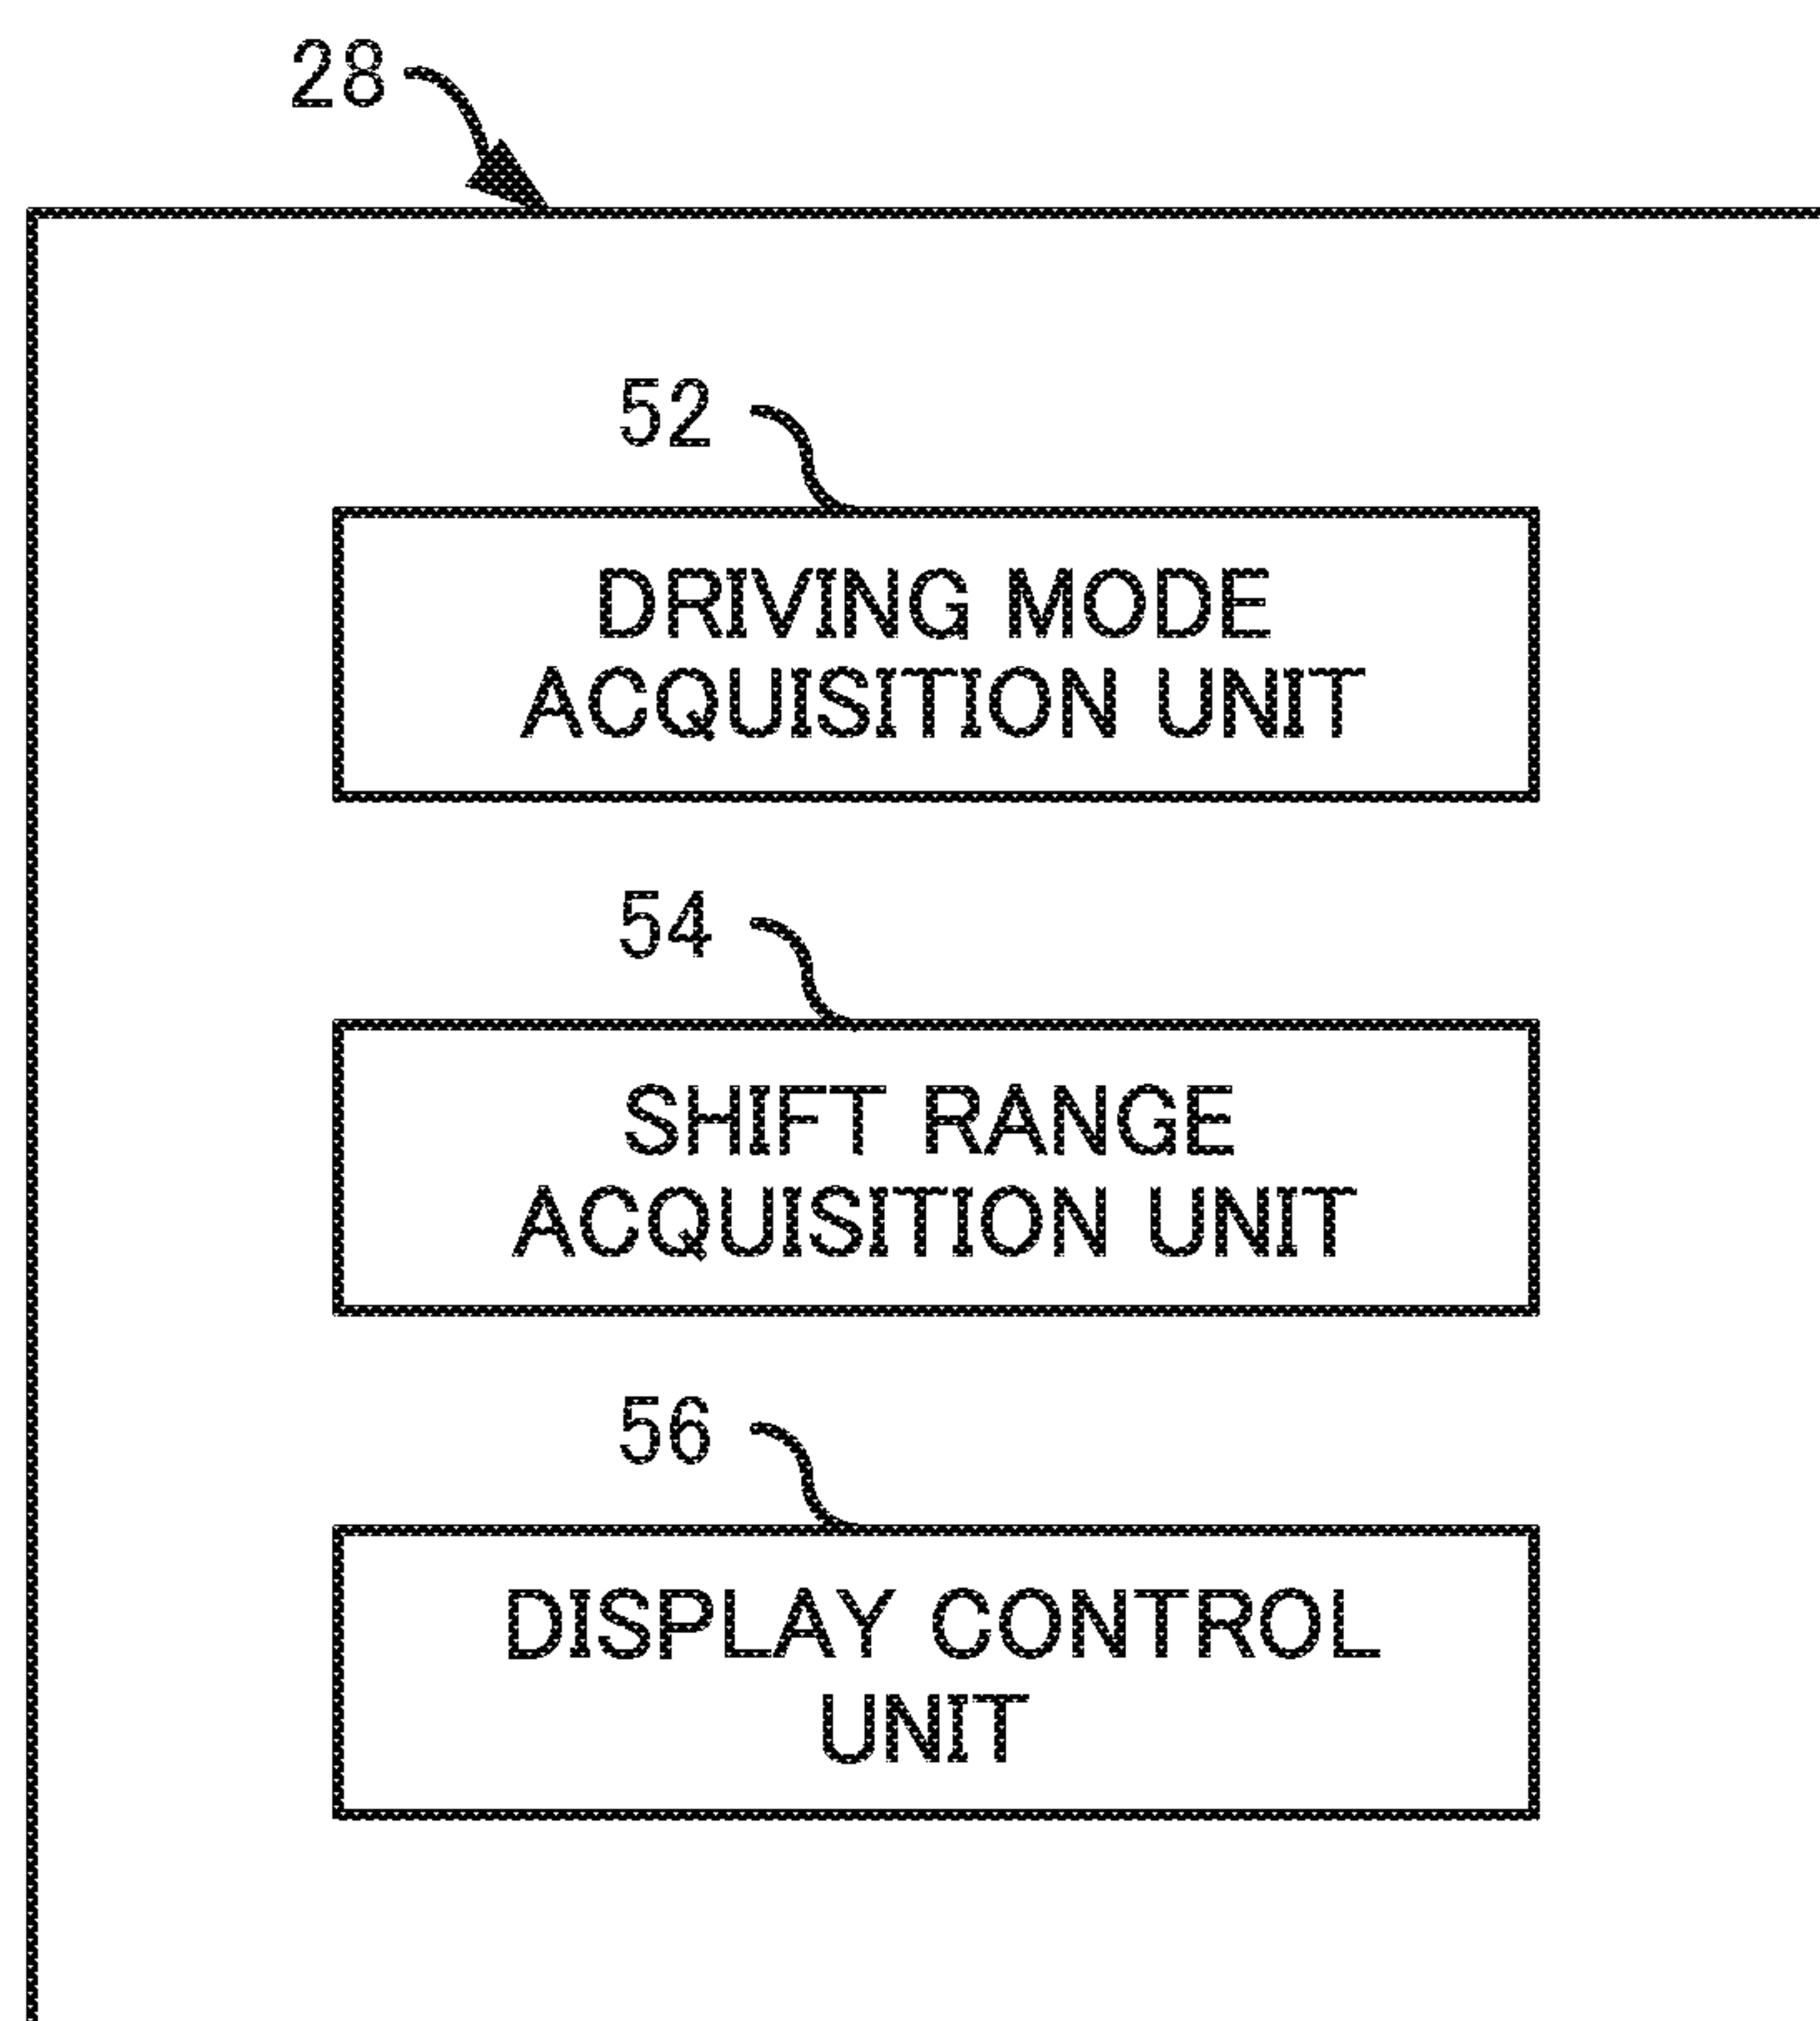 28
52
DRIVING MODE
ACQUISITION UNIT
54
SHIFT RANGE
ACQUISITION UNIT
56
DISPLAY CONTROL
UNIT